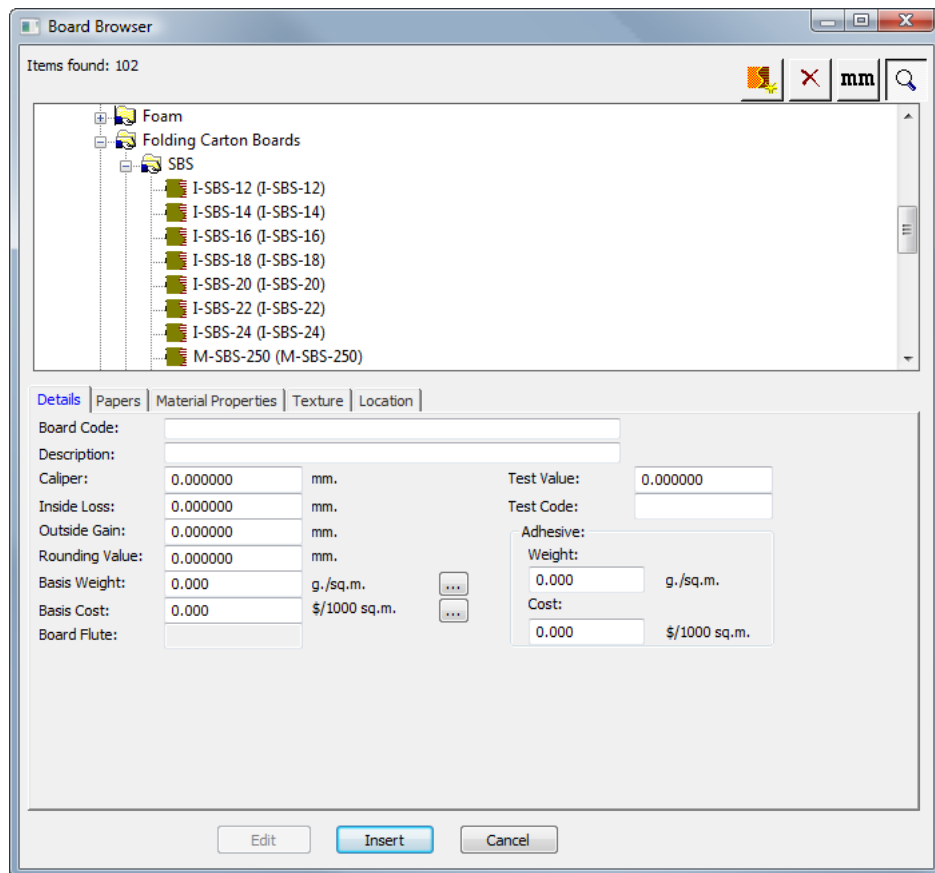 Board Browser
Items found: 102
mm
Foam
Folding Carton Boards
SBS
I-SBS-12 (I-SBS-12)
I-SBS-14 (I-SBS-14)
I-SBS-16 (I-SBS-16)
I-SBS-18 (I-SBS-18)
I-SBS-20 (I-SBS-20)
I-SBS-22 (I-SBS-22)
I-SBS-24 (I-SBS-24)
M-SBS-250 (M-SBS-250)
Details Papers Material Properties Texture Location
Board Code:
Description:
Caliper: 0.000000 mm. Test Value: 0.000000
Inside Loss: 0.000000 mm. Test Code:
Outside Gain: 0.000000 mm. Adhesive:
Rounding Value: 0.000000 mm. Weight:
Basis Weight: 0.000 g./sq.m. ... 0.000 g./sq.m.
Basis Cost: 0.000 $/1000 sq.m. ... Cost:
Board Flute: 0.000 $/1000 sq.m.
Edit Insert Cancel